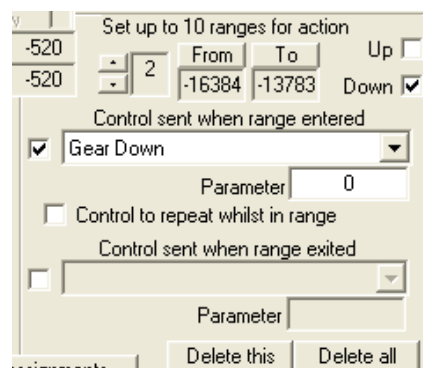 Set up to 10 ranges for action
-520
-520
2
From To
-16384 -13783
Up
Down
Control sent when range entered
Gear Down
Parameter 0
Control to repeat whilst in range
Control sent when range exited
Parameter
Delete this Delete all